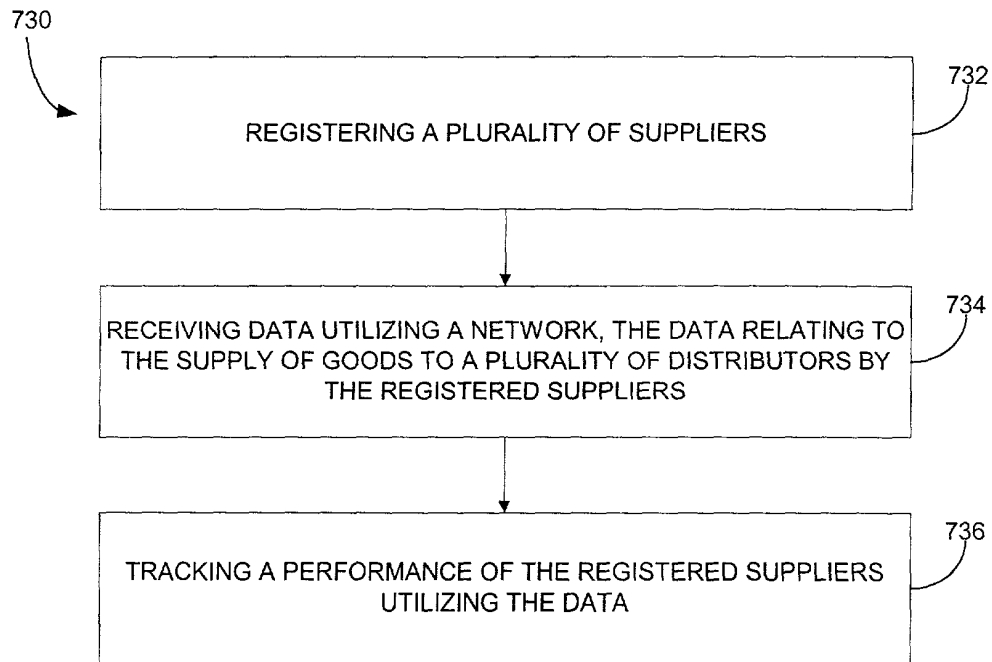 730
732
REGISTERING A PLURALITY OF SUPPLIERS
734
RECEIVING DATA UTILIZING A NETWORK, THE DATA RELATING TO
THE SUPPLY OF GOODS TO A PLURALITY OF DISTRIBUTORS BY
THE REGISTERED SUPPLIERS
736
TRACKING A PERFORMANCE OF THE REGISTERED SUPPLIERS
UTILIZING THE DATA